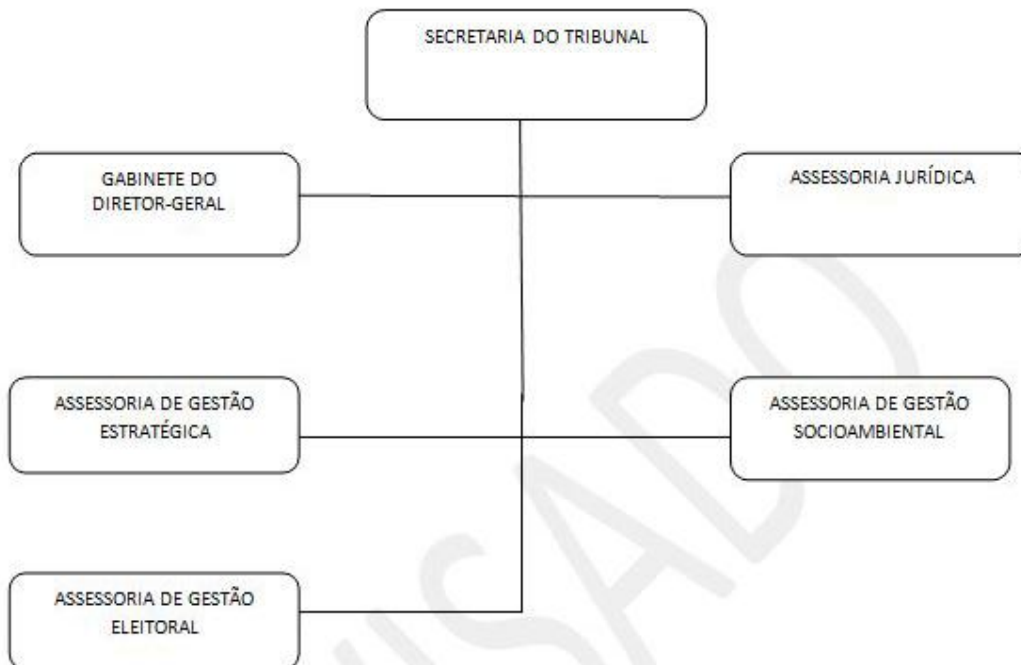 SECRETARIA DO TRIBUNAL
GABINETE DO
DIRETOR-GERAL
ASSESSORIA JURÍDICA
ASSESSORIA DE GESTÃO
ESTRATÉGICA
ASSESSORIA DE GESTÃO
SOCIOAMBIENTAL
ASSESSORIA DE GESTÃO
ELEITORAL